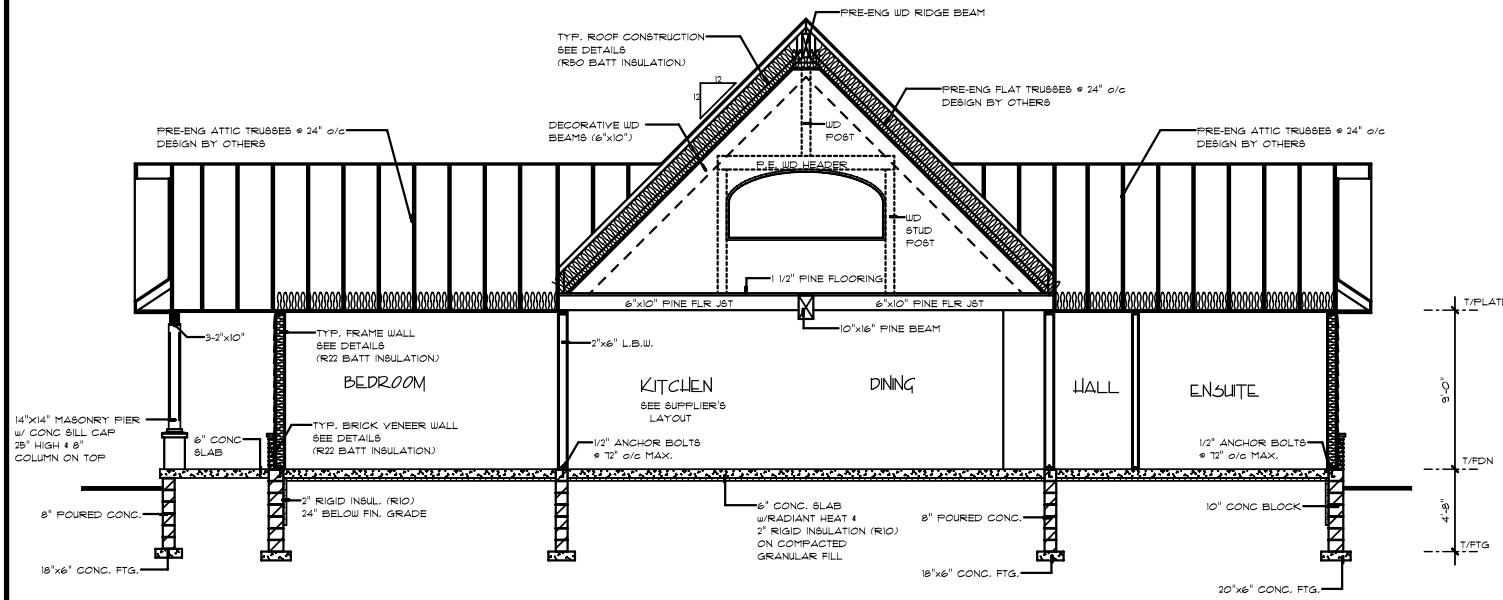 PRE-ENG WD RIDGE BEAM
TYP. ROOF CONSTRUCTION
SEE DETAILS
(R50 BATT INSULATION)
12
12
PRE-ENG FLAT TRUSSES @ 24" o/c
DESIGN BY OTHERS
PRE-ENG ATTIC TRUSSES @ 24" o/c
DESIGN BY OTHERS
DECORATIVE WD
BEAMS (6"x10")
WD
POST
PRE-ENG ATTIC TRUSSES @ 24" o/c
DESIGN BY OTHERS
P.E. WD HEADER
WD
STUD
POST
1 1/2" PINE FLOORING
6"x10" PINE FLR JST
6"x10" PINE FLR JST
T/PLATE
3-2"x10"
TYP. FRAME WALL
SEE DETAILS
(R22 BATT INSULATION)
2"x6" L.B.W.
10"x16" PINE BEAM
BEDROOM
KITCHEN
SEE SUPPLIER'S
LAYOUT
DINING
HALL
ENSUITE
9'-0"
14"x14" MASONRY PIER
w/ CONC SILL CAP
25" HIGH & 8"
COLUMN ON TOP
6" CONC
SLAB
TYP. BRICK VENEER WALL
SEE DETAILS
(R22 BATT INSULATION)
1/2" ANCHOR BOLTS
@ 72" o/c MAX.
1/2" ANCHOR BOLTS
@ 72" o/c MAX.
T/FDN
8" POURED CONC.
2" RIGID INSUL. (R10)
24" BELOW FIN. GRADE
6" CONC. SLAB
w/RADIANT HEAT &
2" RIGID INSULATION (R10)
ON COMPACTED
GRANULAR FILL
8" POURED CONC.
10" CONC BLOCK
4'-8"
T/FTG
18"x6" CONC. FTG.
18"x6" CONC. FTG.
20"x6" CONC. FTG.